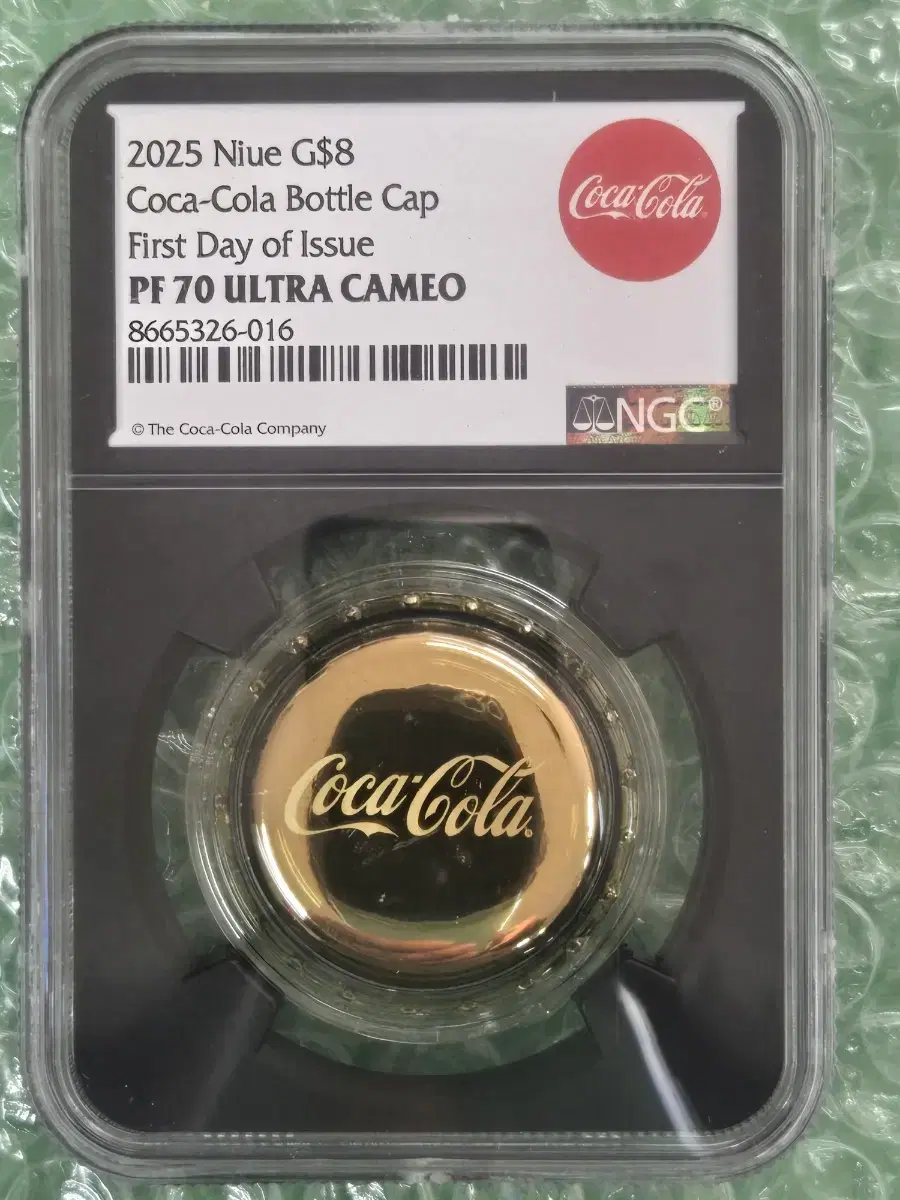 2025 Niue G$8
Coca-Cola Bottle Cap
First Day of Issue
PF 70 ULTRA CAMEO
8665326-016
© The Coca-Cola Company
Coca-Cola
NGC®
Coca-Cola